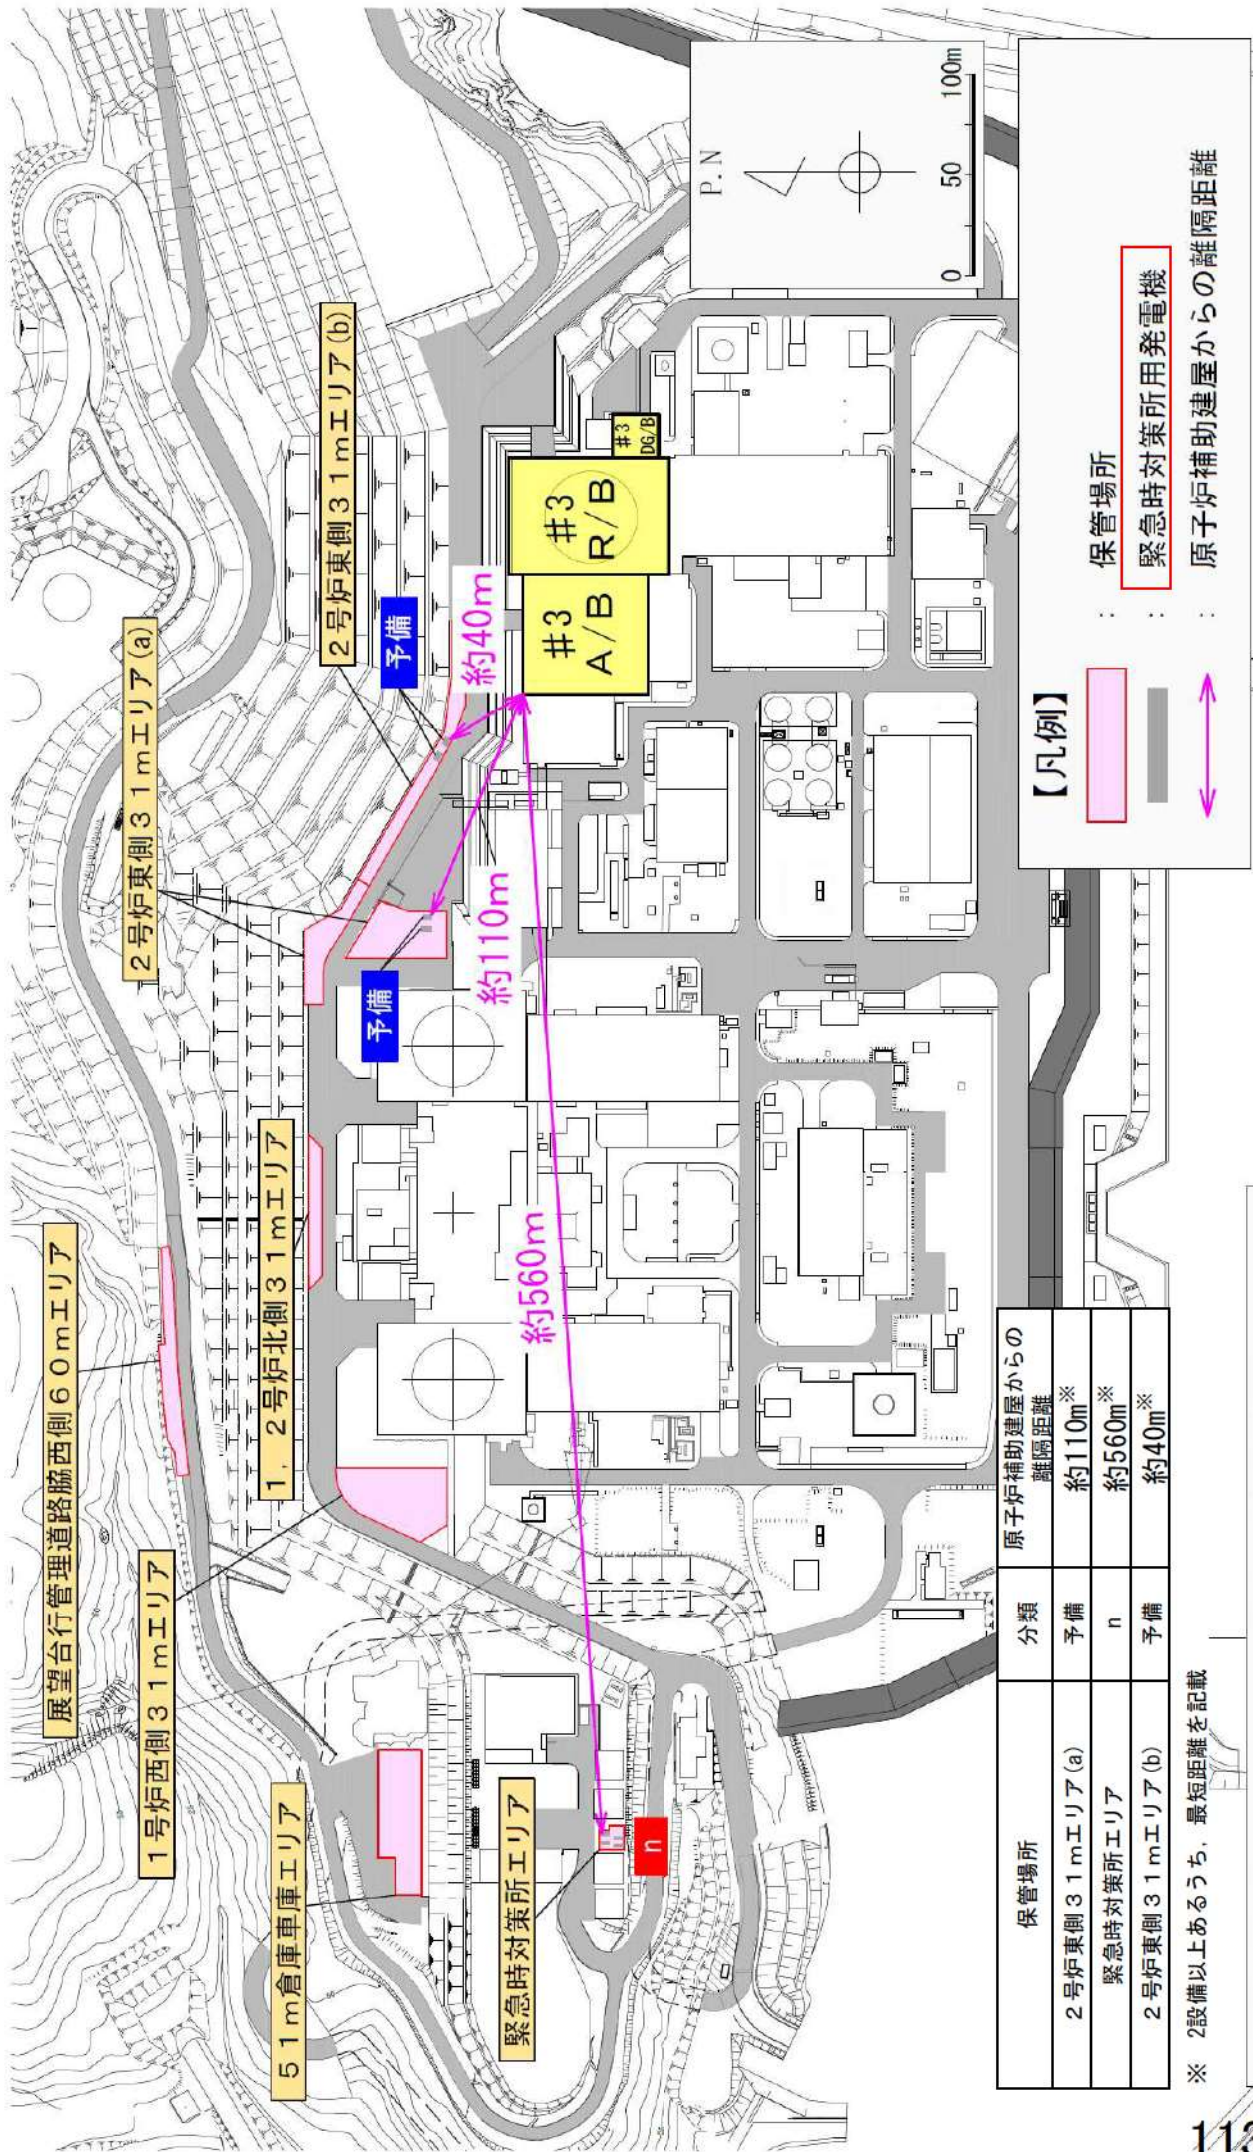 展望台行管理道路脇西側60mエリア
1号炉西側31mエリア
51m倉庫車庫エリア
緊急時対策所エリア
1,2号炉北側31mエリア
2号炉東側31mエリア(a)
2号炉東側31mエリア(b)
予備
予備
n
約40m
約110m
約560m
#3
A/B
#3
R/B
#3
DG/B
P.N
0 50 100m
【凡例】
: 保管場所
: 緊急時対策所用発電機
: 原子炉補助建屋からの離隔距離
保管場所 分類 原子炉補助建屋からの
離隔距離
2号炉東側31mエリア(a) 予備 約110m※
緊急時対策所エリア n 約560m※
2号炉東側31mエリア(b) 予備 約40m※
※ 2設備以上あるうち,最短距離を記載